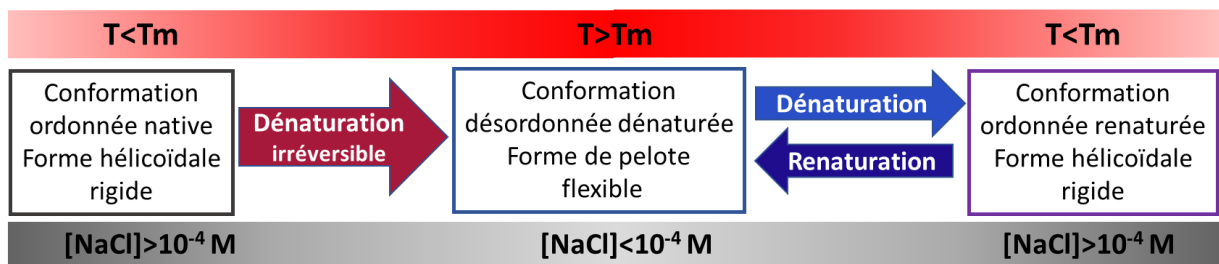 T<Tm
T>Tm
T<Tm
Conformation
ordonnée native
Forme hélicoïdale
rigide
Dénaturation
irréversible
Conformation
désordonnée dénaturée
Forme de pelote
flexible
Dénaturation
Renaturation
Conformation
ordonnée renaturée
Forme hélicoïdale
rigide
[NaCl]>10⁻⁴ M
[NaCl]<10⁻⁴ M
[NaCl]>10⁻⁴ M